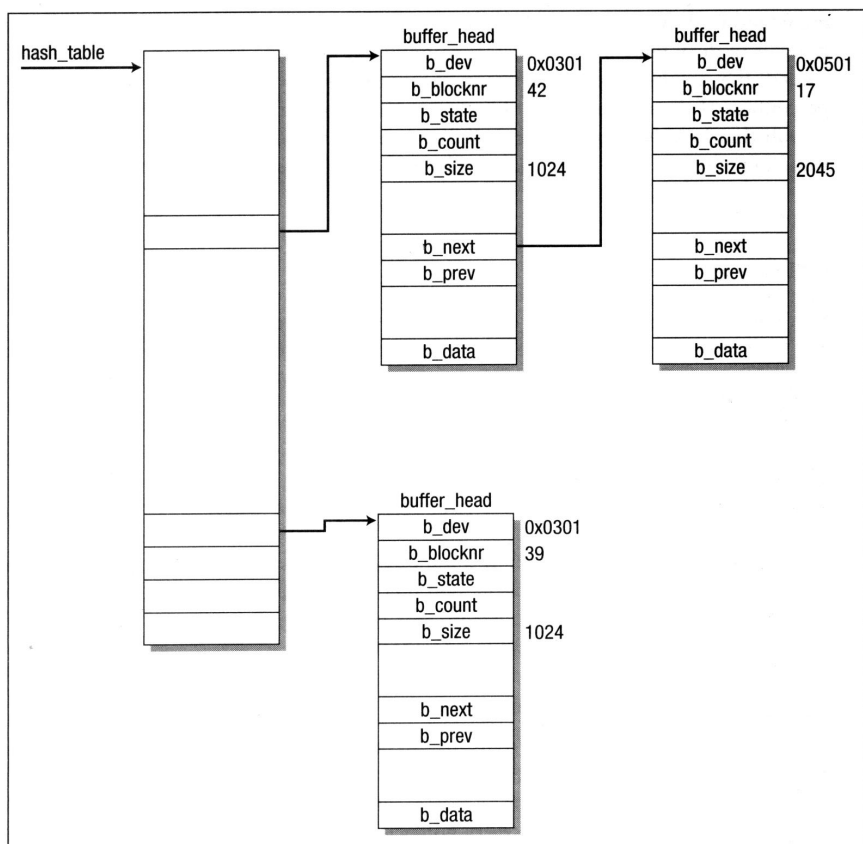 hash_table
buffer_head
b_dev 0x0301
b_blocknr 42
b_state
b_count
b_size 1024
b_next
b_prev
b_data
buffer_head
b_dev 0x0501
b_blocknr 17
b_state
b_count
b_size 2045
b_next
b_prev
b_data
buffer_head
b_dev 0x0301
b_blocknr 39
b_state
b_count
b_size 1024
b_next
b_prev
b_data